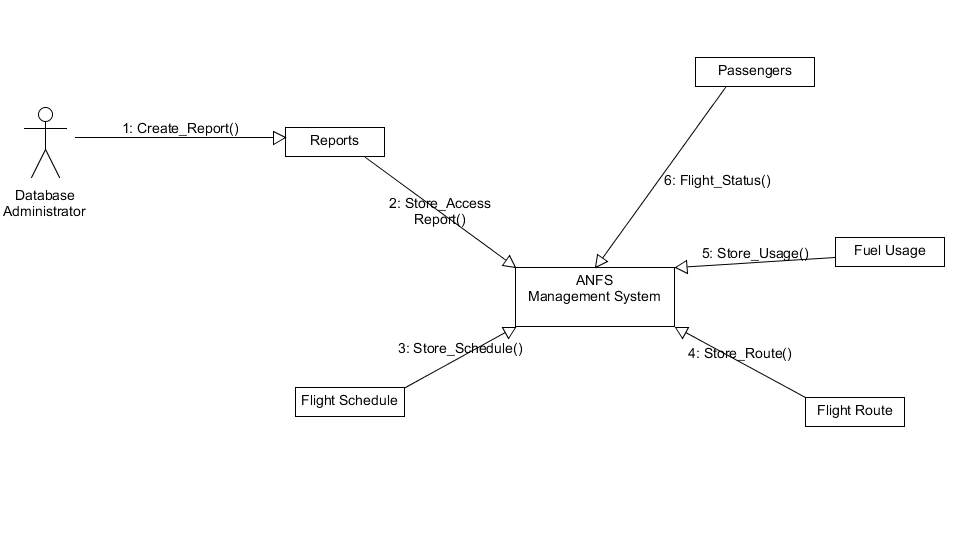 Passengers
1: Create_Report()
Reports
6: Flight_Status()
Database
Administrator
2: Store_Access
Report()
5: Store_Usage()
Fuel Usage
ANFS
Management System
3: Store_Schedule()
4: Store_Route()
Flight Schedule
Flight Route